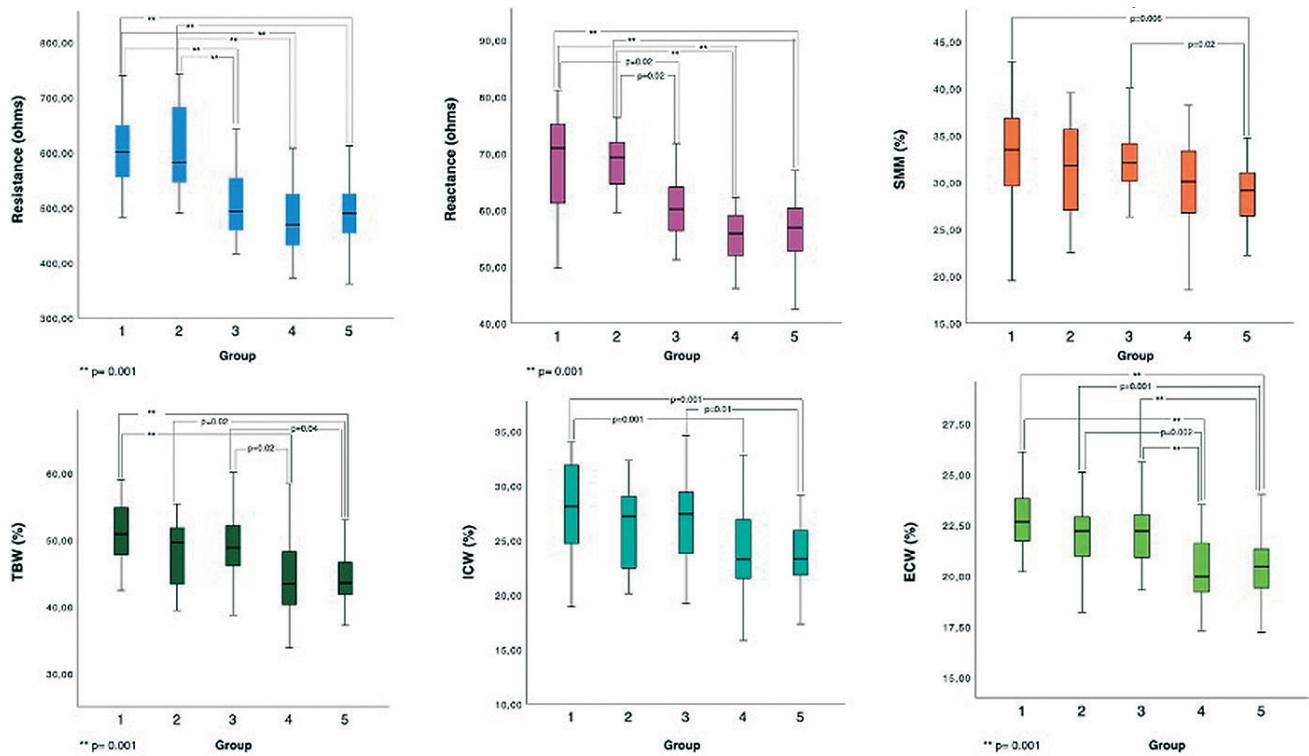 Resistance (ohms)
800,00
700,00
600,00
500,00
400,00
300,00
**
**
**
**
**
**
1 2 3 4 5
Group
** p= 0.001
Reactance (ohms)
90,00
80,00
70,00
60,00
50,00
40,00
**
**
**
**
p=0.02
p=0.02
1 2 3 4 5
Group
** p= 0.001
SMM (%)
45,00
40,00
35,00
30,00
25,00
20,00
15,00
p=0.02
1 2 3 4 5
Group
TBW (%)
60,00
50,00
40,00
30,00
**
p=0.02
p=0.04
**
p=0.02
1 2 3 4 5
Group
** p= 0.001
ICW (%)
35,00
30,00
25,00
20,00
15,00
10,00
p=0.001
p=0.01
p=0.001
1 2 3 4 5
Group
ECW (%)
27,50
25,00
22,50
20,00
17,50
15,00
**
p=0.001
**
**
p=0.002
**
1 2 3 4 5
Group
** p= 0.001